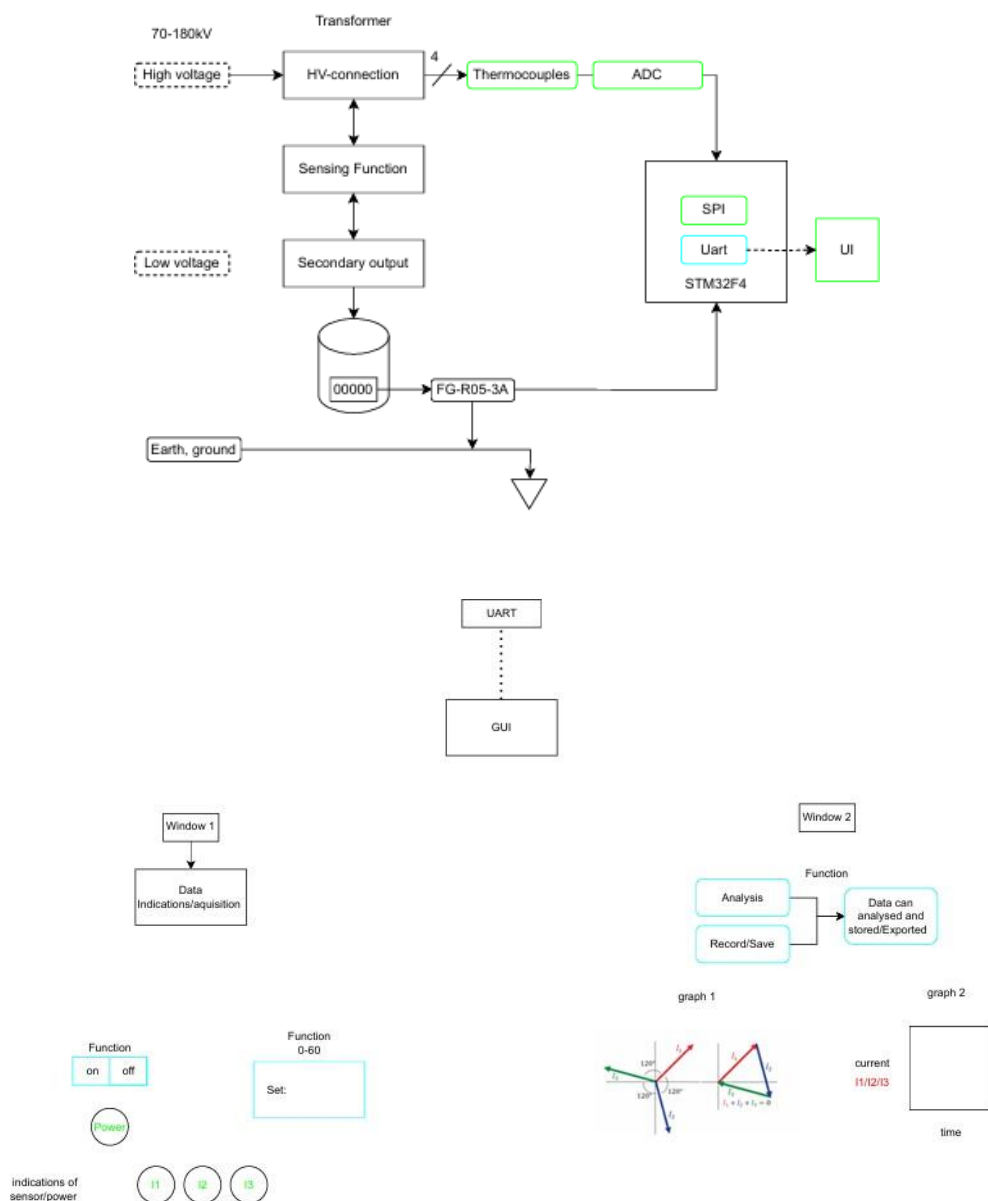 Transformer
70-180kV
High voltage
HV-connection
4
Thermocouples
ADC
Sensing Function
SPI
Uart
STM32F4
UI
Low voltage
Secondary output
00000
FG-R05-3A
Earth, ground
UART
GUI
Window 1
Data
Indications/aquisition
Window 2
Function
Analysis
Record/Save
Data can
analysed and
stored/Exported
graph 1
graph 2
Function
on off
Function
0-60
Set:
Power
indications of
sensor/power
I1 I2 I3
120°
120°
120°
I₁ + I₂ + I₃ = 0
current
I1/I2/I3
time